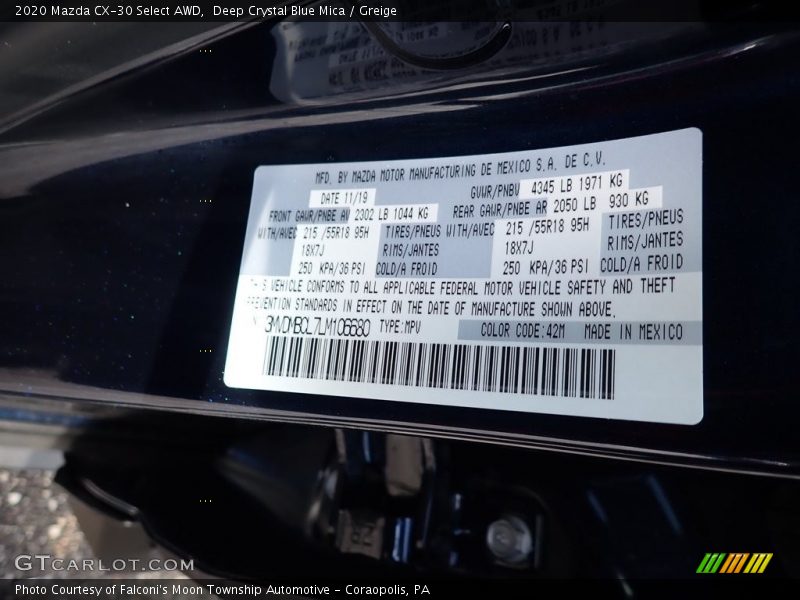 2020 Mazda CX-30 Select AWD, Deep Crystal Blue Mica / Greige
MFD. BY MAZDA MOTOR MANUFACTURING DE MEXICO S.A. DE C.V.
DATE 11/19 GVWR/PNBV 4345 LB 1971 KG
FRONT GAWR/PNBE AV 2302 LB 1044 KG REAR GAWR/PNBE AR 2050 LB 930 KG
WITH/AVEC 215 /55R18 95H TIRES/PNEUS WITH/AVEC 215 /55R18 95H TIRES/PNEUS
18X7J RIMS/JANTES 18X7J RIMS/JANTES
250 KPA/36 PSI COLD/A FROID 250 KPA/36 PSI COLD/A FROID
THIS VEHICLE CONFORMS TO ALL APPLICABLE FEDERAL MOTOR VEHICLE SAFETY AND THEFT
PREVENTION STANDARDS IN EFFECT ON THE DATE OF MANUFACTURE SHOWN ABOVE.
3MVDMBCL7LM106680 TYPE:MPV COLOR CODE:42M MADE IN MEXICO
GTCARLOT.COM
Photo Courtesy of Falconi's Moon Township Automotive – Coraopolis, PA